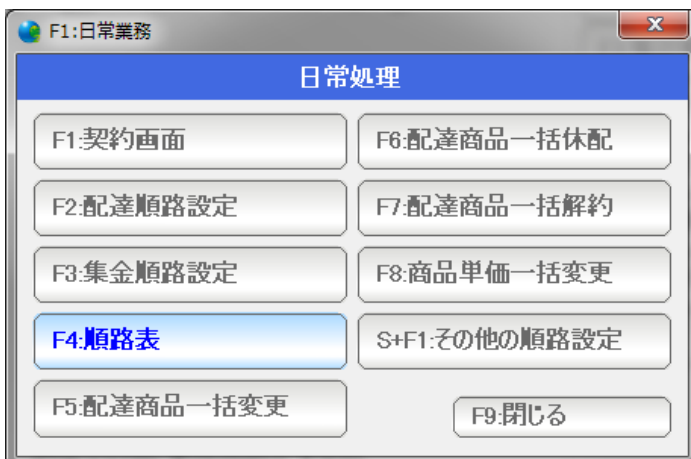 F1:日常業務
日常処理
F1:契約画面
F2:配達順路設定
F3:集金順路設定
F4:順路表
F5:配達商品一括変更
F6:配達商品一括休配
F7:配達商品一括解約
F8:商品単価一括変更
S+F1:その他の順路設定
F9:閉じる